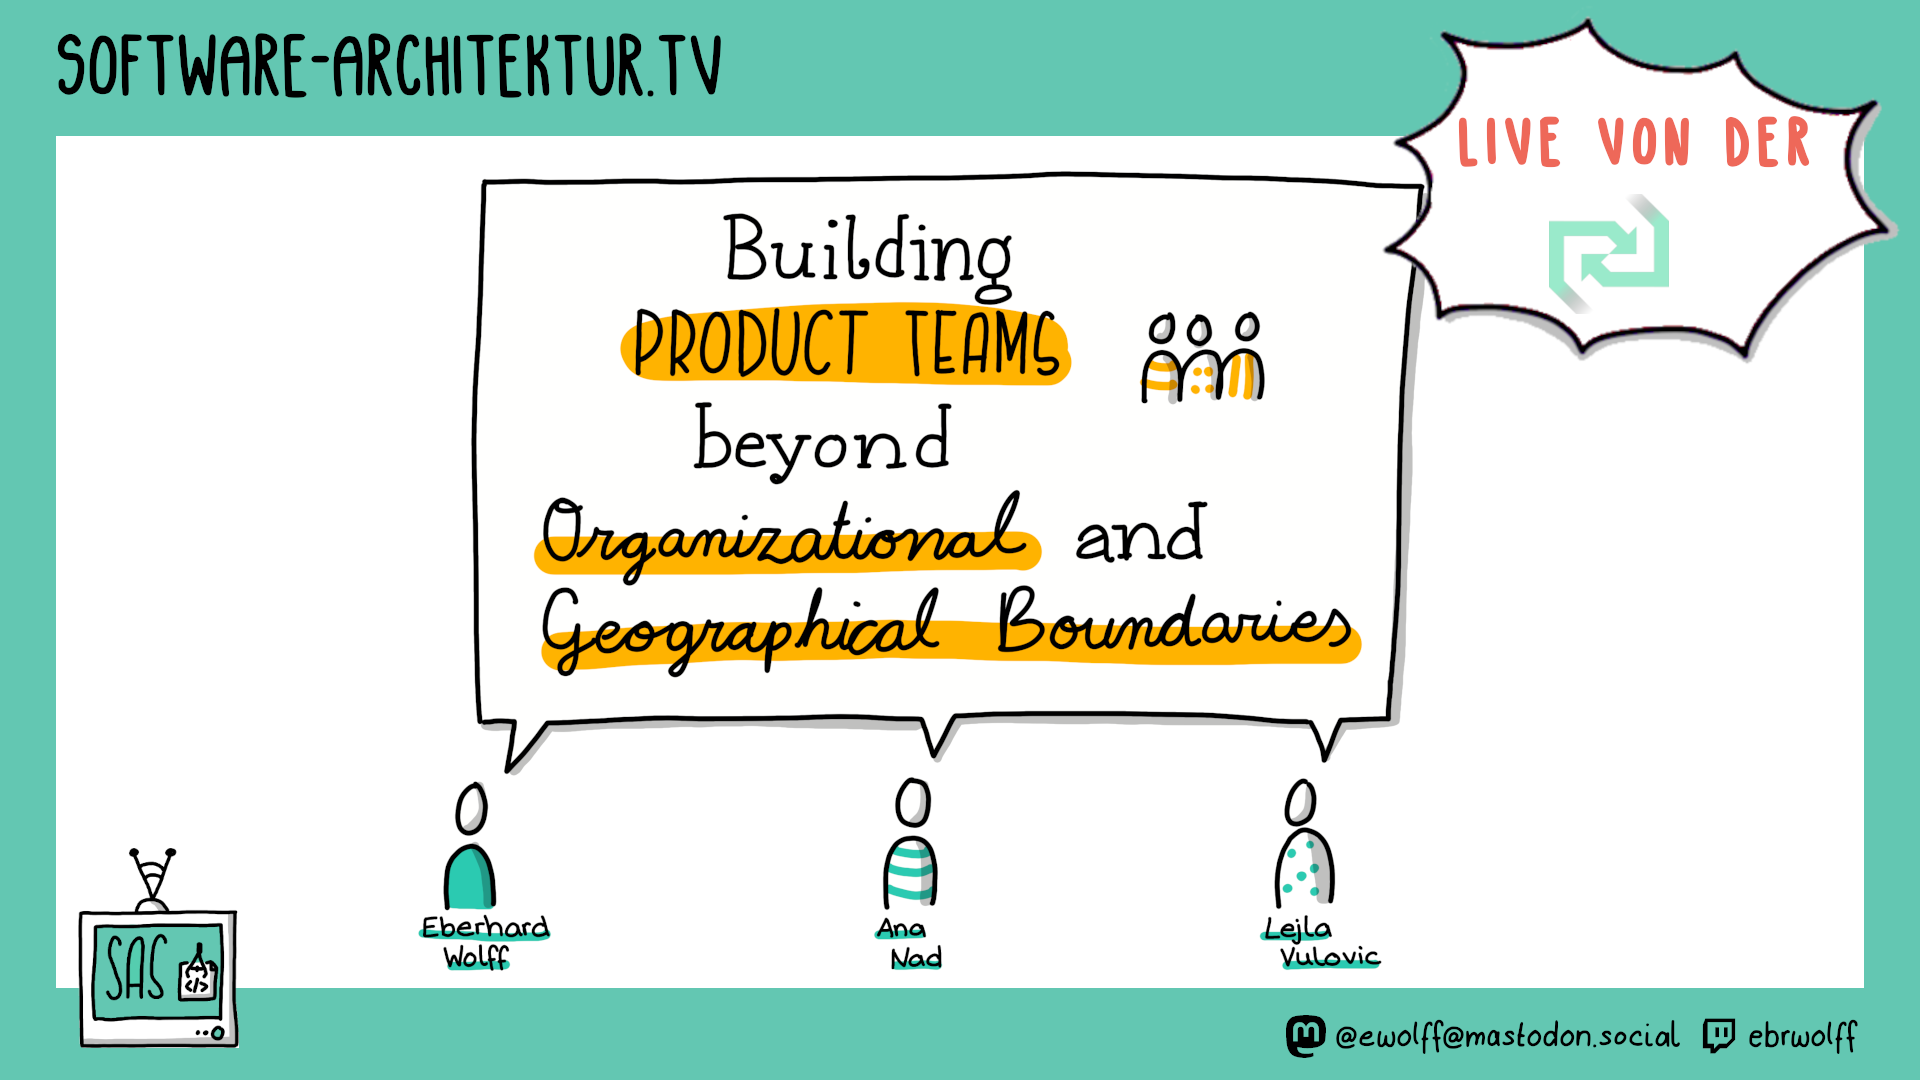 SOFTWARE-ARCHITEKTUR.TV
LIVE VON DER
Building
PRODUCT TEAMS
beyond
Organizational and
Geographical Boundaries
Eberhard
Wolff
Ana
Nad
Lejla
Vulovic
SAS
</>
@ewolff@mastodon.social
ebrwolff